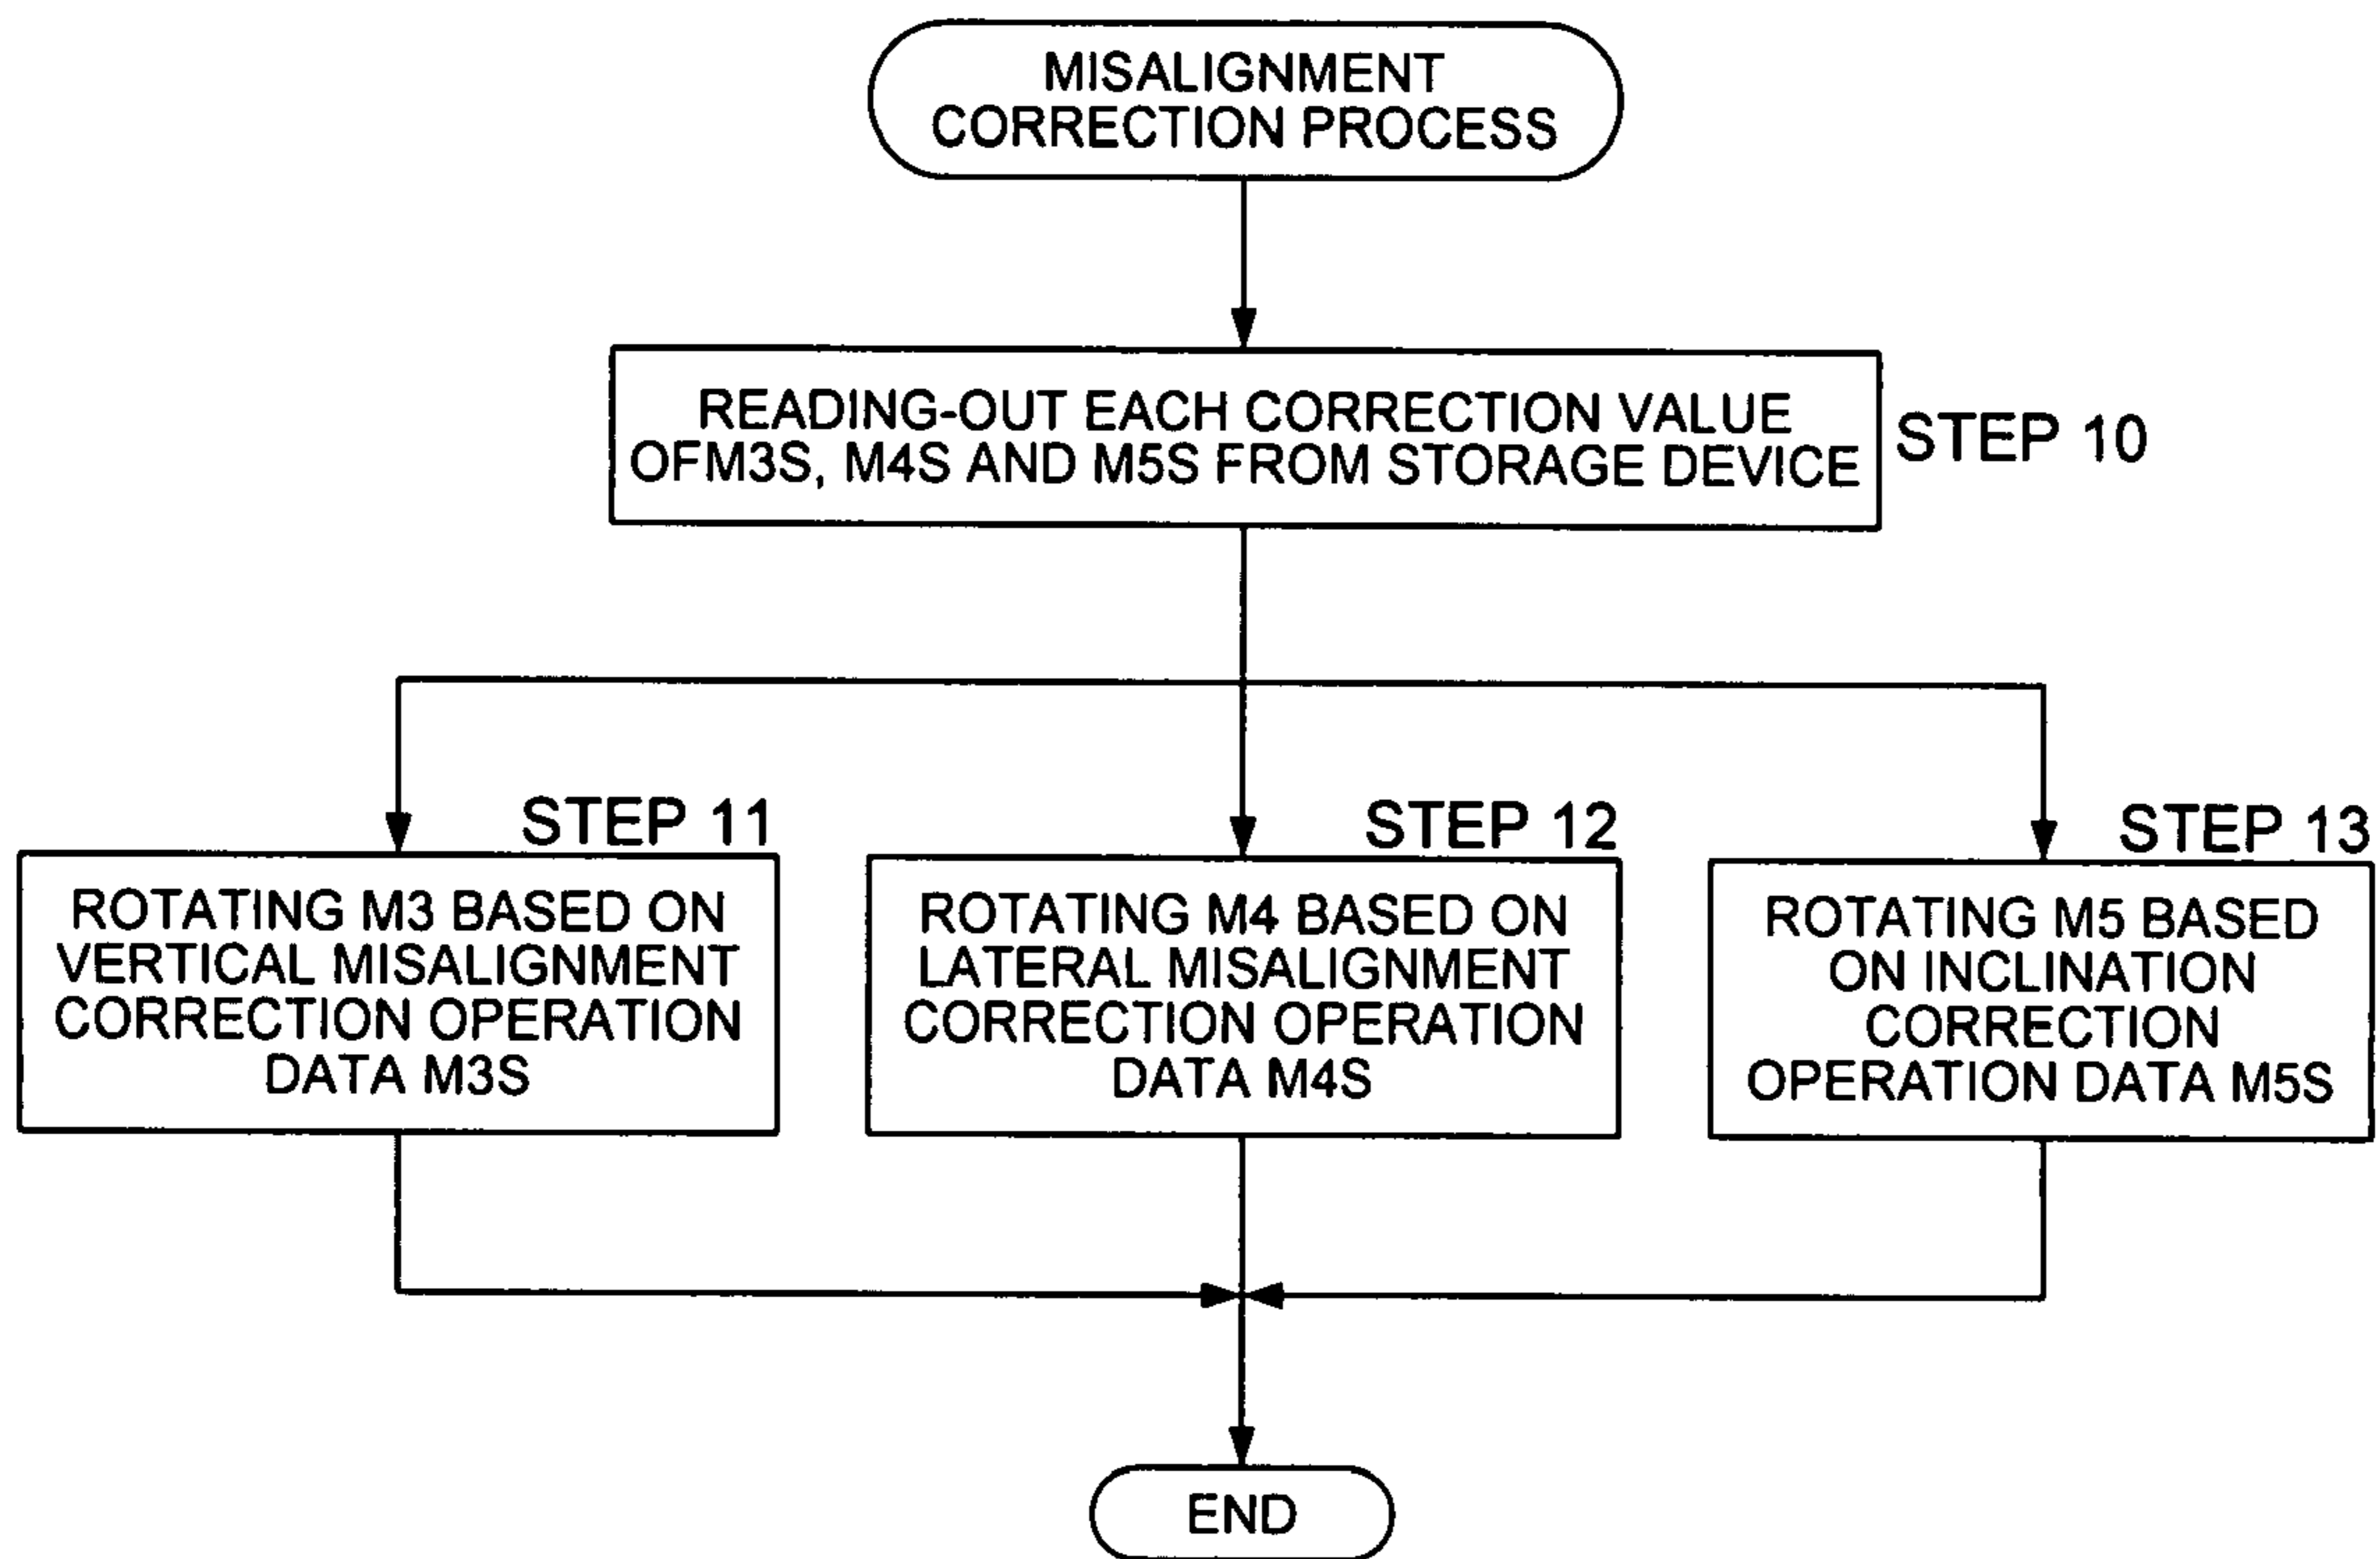 MISALIGNMENT
CORRECTION PROCESS
READING-OUT EACH CORRECTION VALUE
OFM3S, M4S AND M5S FROM STORAGE DEVICE
STEP 10
STEP 11
ROTATING M3 BASED ON
VERTICAL MISALIGNMENT
CORRECTION OPERATION
DATA M3S
STEP 12
ROTATING M4 BASED ON
LATERAL MISALIGNMENT
CORRECTION OPERATION
DATA M4S
STEP 13
ROTATING M5 BASED
ON INCLINATION
CORRECTION
OPERATION DATA M5S
END